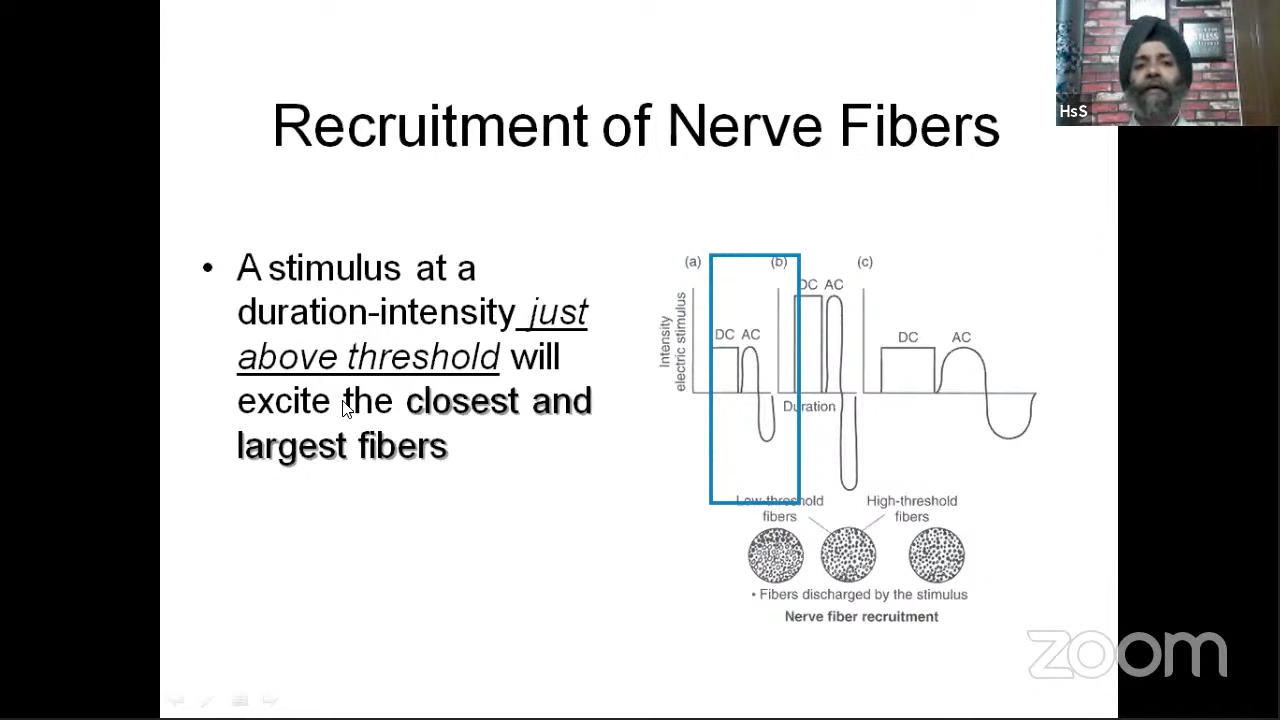 HsS
Recruitment of Nerve Fibers
• A stimulus at a
duration-intensity just
above threshold will
excite the closest and
largest fibers
(a) (b) (c)
DC AC
DC AC
DC AC
Intensity
electric stimulus
Duration
Low-threshold
fibers
High-threshold
fibers
• Fibers discharged by the stimulus
Nerve fiber recruitment
zoom